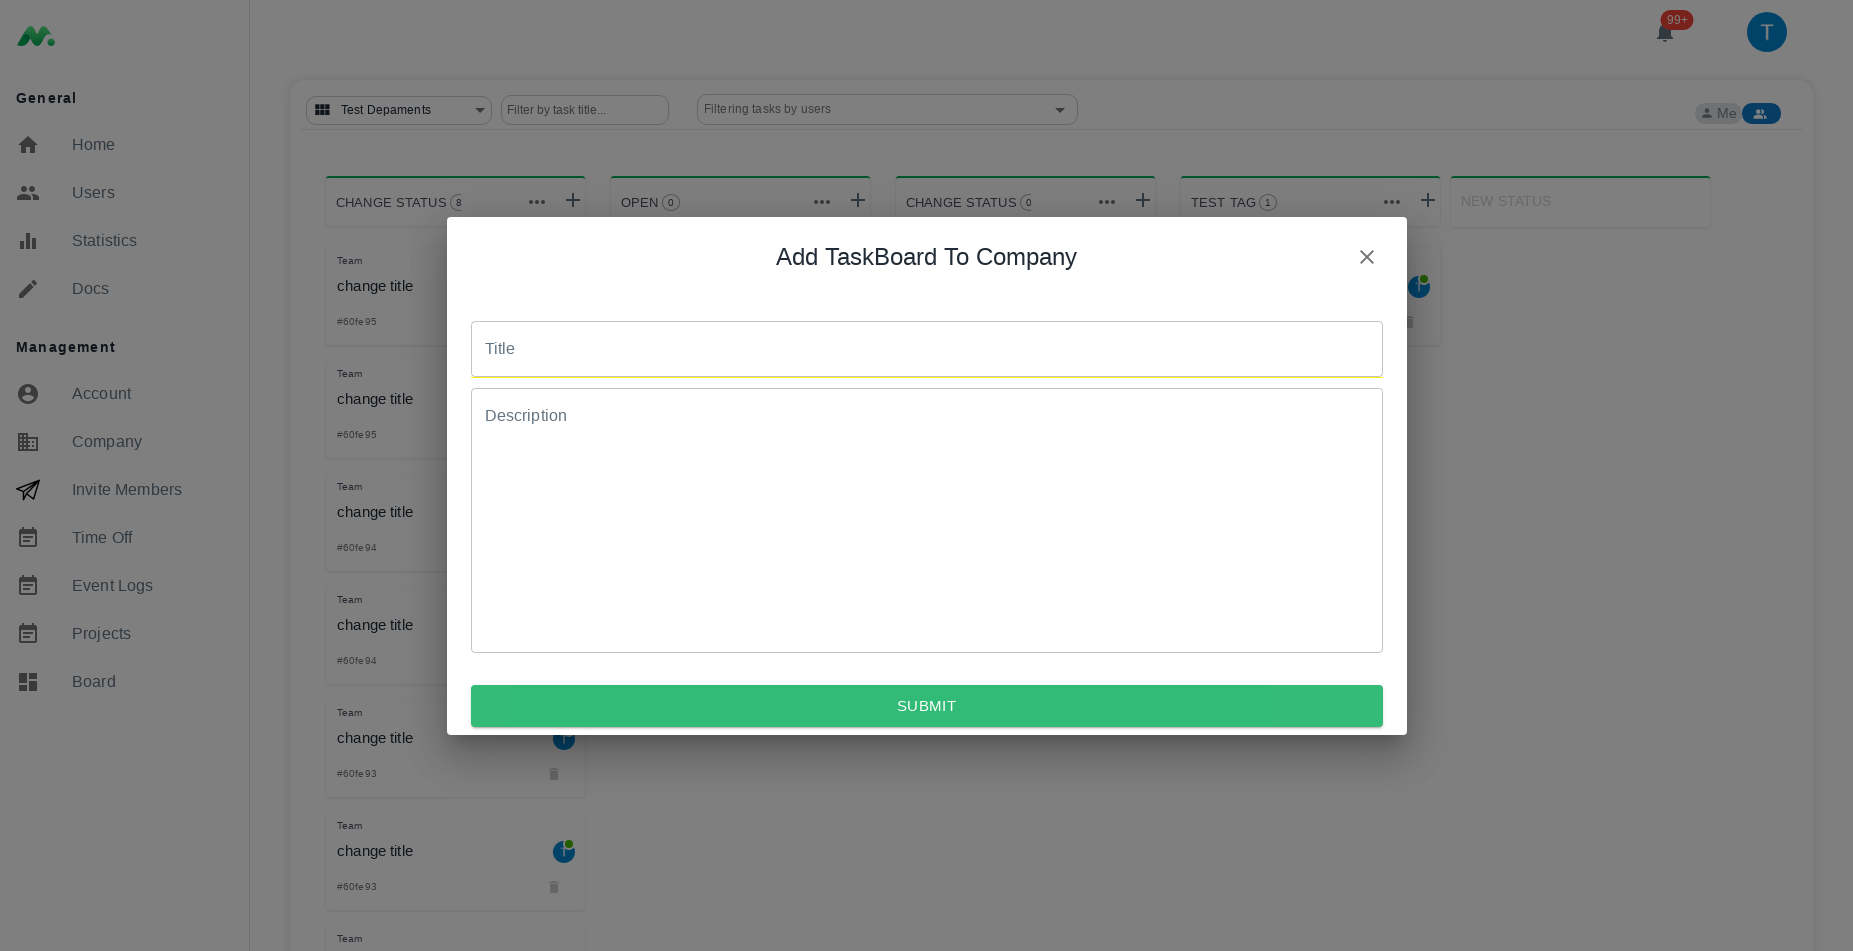 99+
T
General
Home
Users
Statistics
Docs
Management
Account
Company
Invite Members
Time Off
Event Logs
Projects
Board
Test Depaments
Filter by task title...
Filtering tasks by users
Me
CHANGE STATUS 8
OPEN 0
CHANGE STATUS 0
TEST TAG 1
NEW STATUS
Team
change title
#60fe95
Team
change title
#60fe95
Team
change title
#60fe94
Team
change title
#60fe94
Team
change title
#60fe93
Team
change title
T
#60fe93
Team
T
Add TaskBoard To Company
Title
Description
SUBMIT